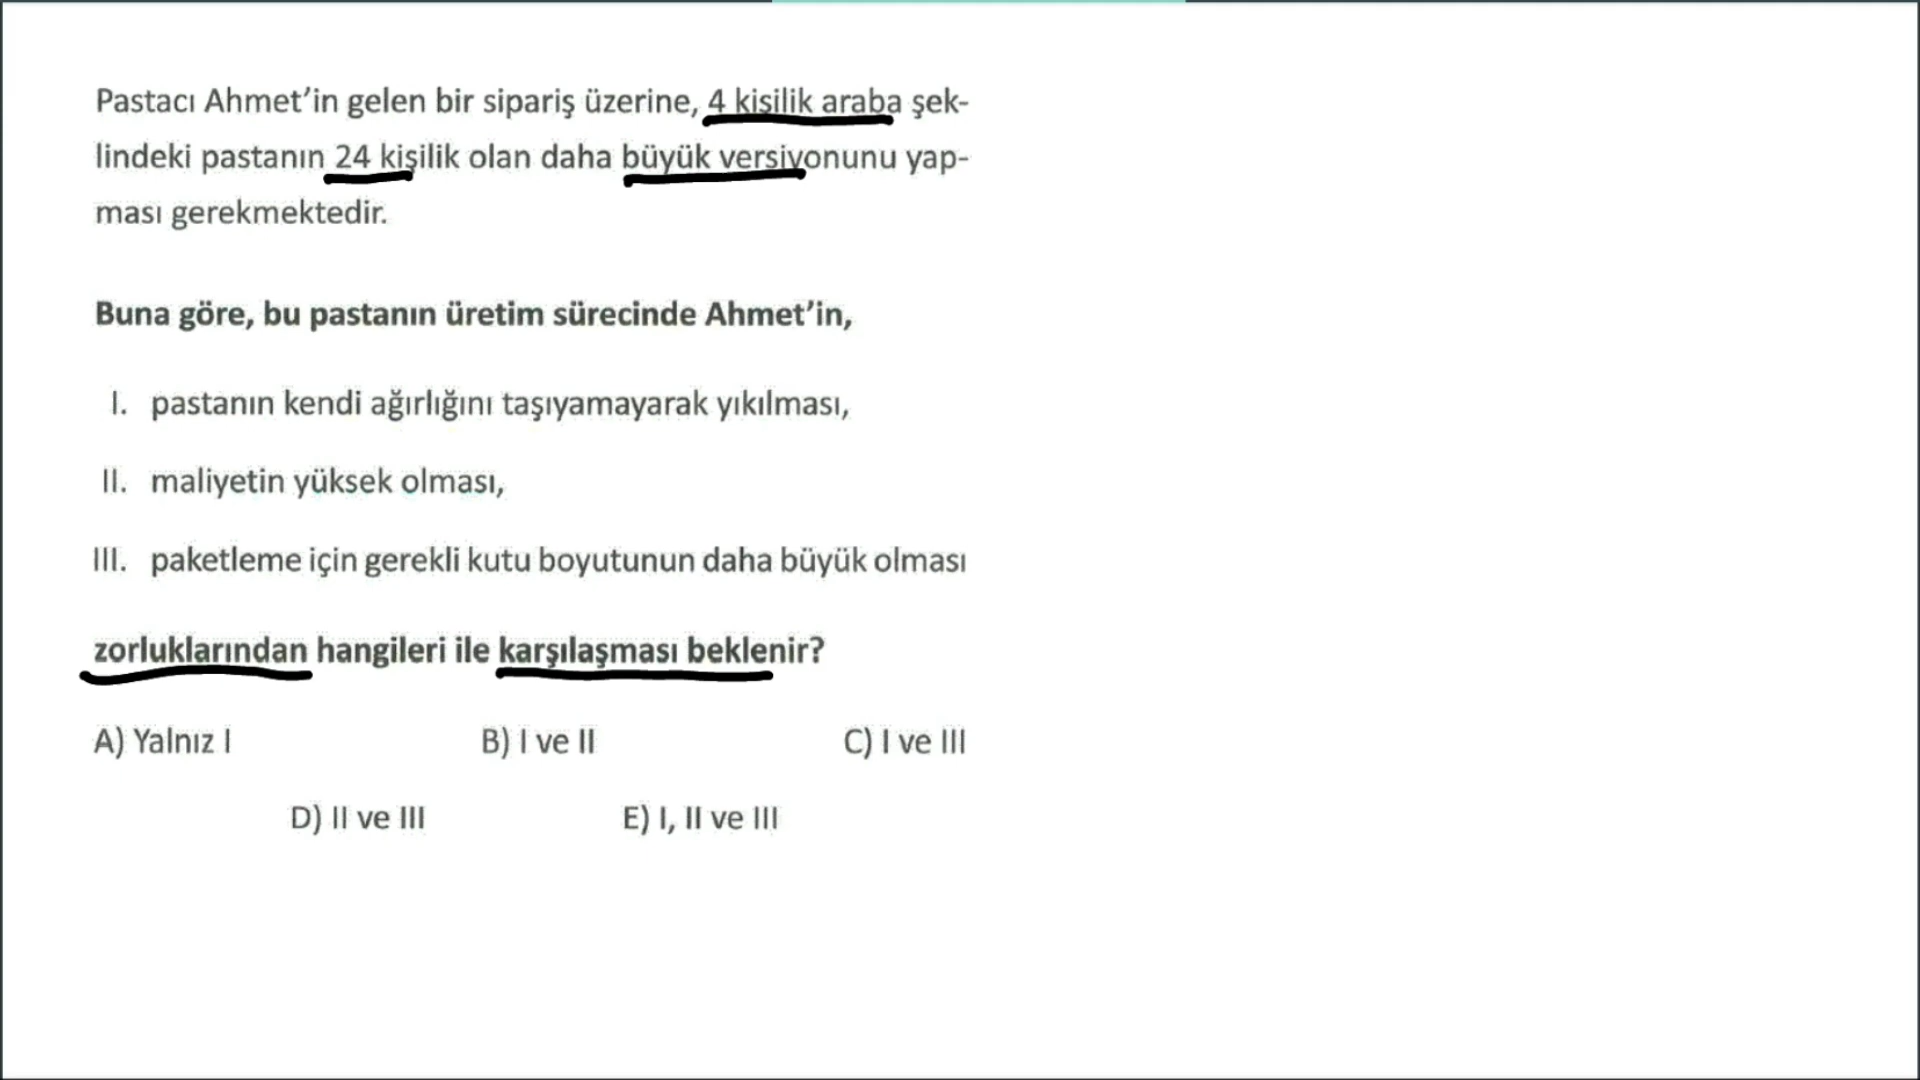 Pastacı Ahmet’in gelen bir sipariş üzerine, 4 kişilik araba şek-
lindeki pastanın 24 kişilik olan daha büyük versiyonunu yap-
ması gerekmektedir.
Buna göre, bu pastanın üretim sürecinde Ahmet’in,
I. pastanın kendi ağırlığını taşıyamayarak yıkılması,
II. maliyetin yüksek olması,
III. paketleme için gerekli kutu boyutunun daha büyük olması
zorluklarından hangileri ile karşılaşması beklenir?
A) Yalnız I B) I ve II C) I ve III
D) II ve III E) I, II ve III